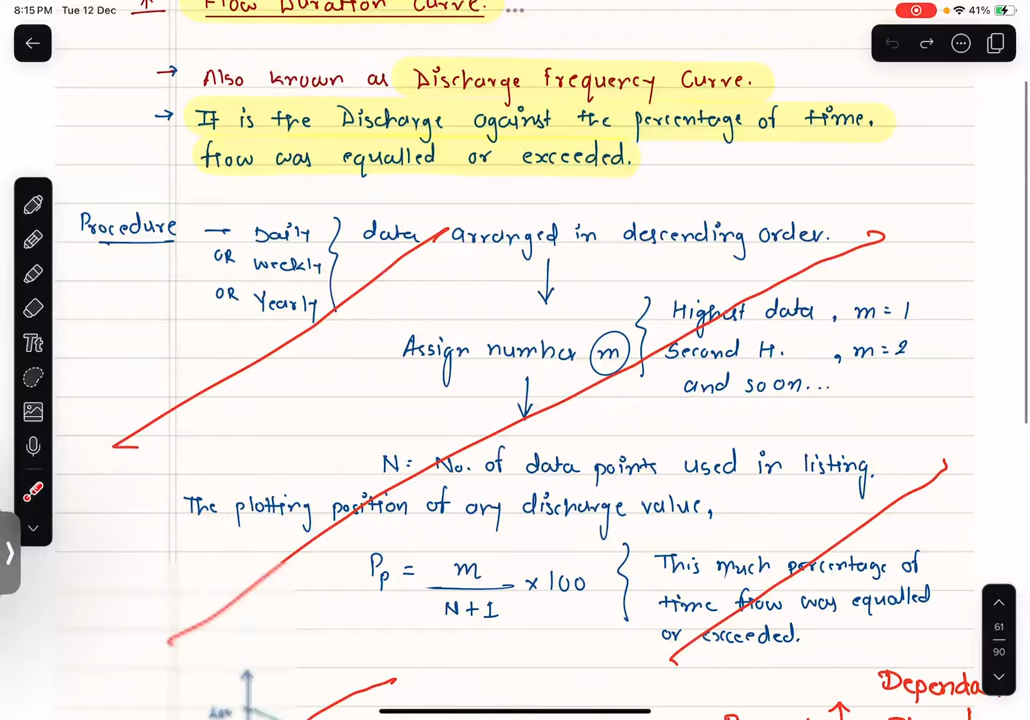 8:15 PM Tue 12 Dec
41%
Flow Duration Curve.
→ Also known as Discharge frequency Curve.
→ It is the Discharge against the percentage of time,
flow was equalled or exceeded.
Procedure → Daily
OR Weekly
OR Yearly
data arranged in descending order.
Assign number m
Highest data, m = 1
Second H., m = 2
and so on...
N = No. of data points used in listing.
The plotting position of any discharge value,
Pp = m / N+1 × 100
This much percentage of
time flow was equalled
or exceeded.
Tt
61
90
Dependa